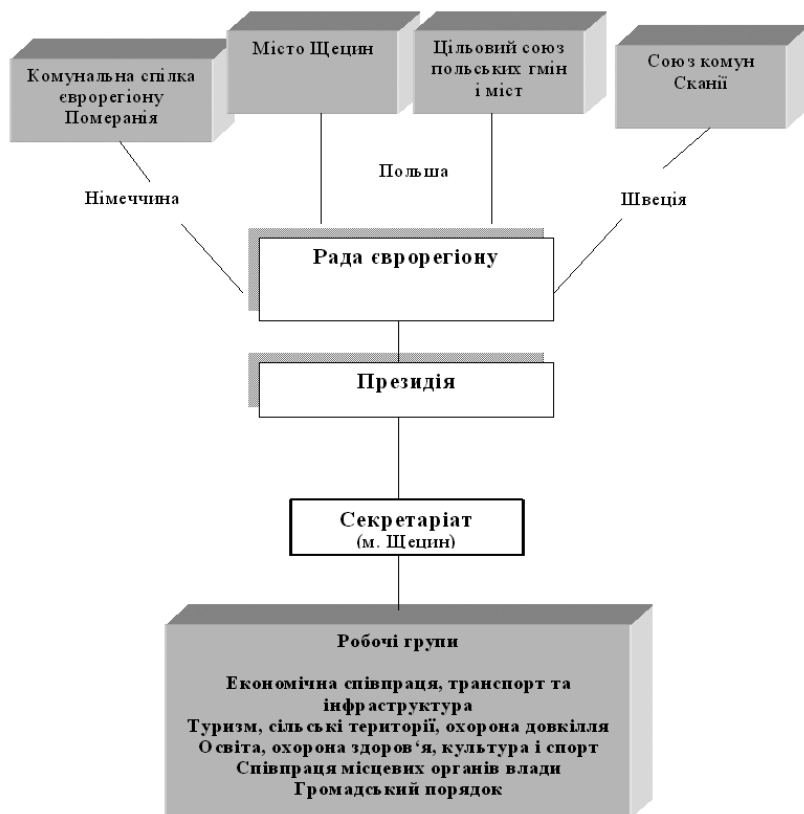 Комунальна спілка
єврорегіону
Померанія
Місто Щецин
Цільовий союз
польських гмін
і міст
Союз комун
Сканії
Німеччина
Польша
Швеція
Рада єврорегіону
Президія
Секретаріат
(м. Щецин)
Робочі групи
Економічна співпраця, транспорт та
інфраструктура
Туризм, сільські території, охорона довкілля
Освіта, охорона здоров‘я, культура і спорт
Співпраця місцевих органів влади
Громадський порядок